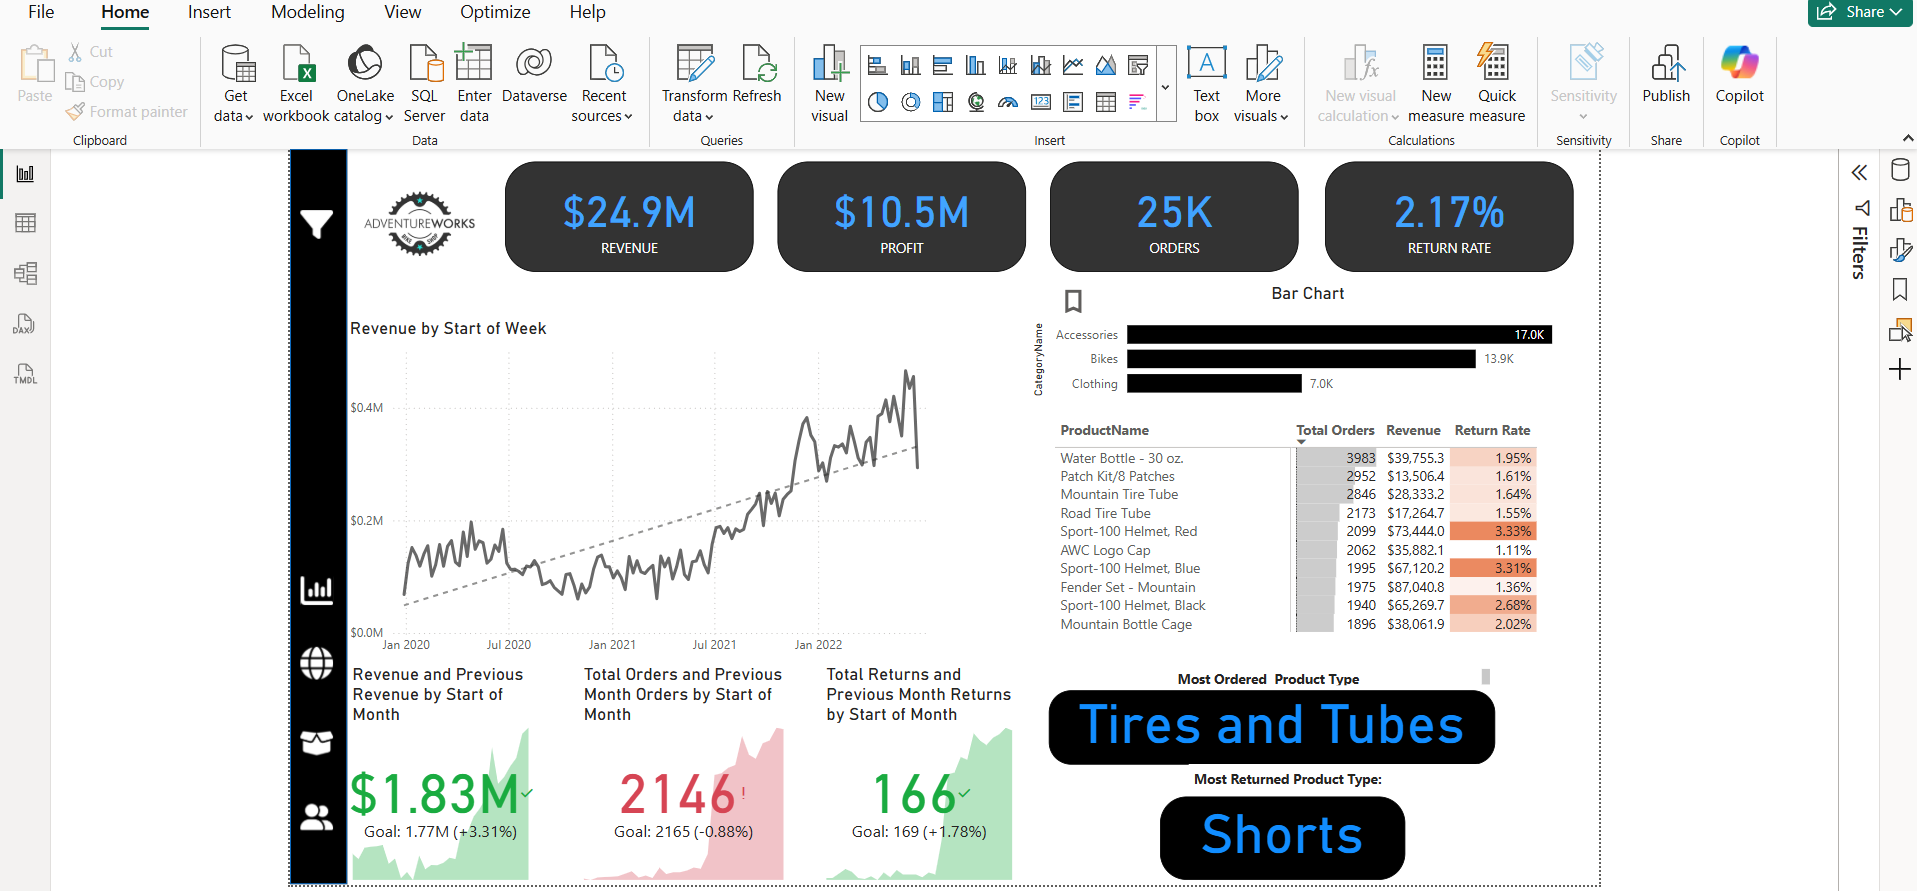 File Home Insert Modeling View Optimize Help Share
Paste
Cut
Copy
Format painter
Clipboard
Get data
Excel workbook
OneLake catalog
SQL Server
Enter data
Dataverse
Recent sources
Data
Transform data
Refresh
Queries
New visual
123
Insert
A
Text box
More visuals
fx
New visual calculation
New measure
Quick measure
Calculations
Sensitivity
Sensitivity
Publish
Share
Copilot
Copilot
DAX
TMDL
Filters
ADVENTUREWORKS
BIKE SHOP
$24.9M
REVENUE
$10.5M
PROFIT
25K
ORDERS
2.17%
RETURN RATE
Revenue by Start of Week
$0.4M
$0.2M
$0.0M
Jan 2020 Jul 2020 Jan 2021 Jul 2021 Jan 2022
Bar Chart
CategoryName
Accessories 17.0K
Bikes 13.9K
Clothing 7.0K
ProductName Total Orders Revenue Return Rate
Water Bottle - 30 oz. 3983 $39,755.3 1.95%
Patch Kit/8 Patches 2952 $13,506.4 1.61%
Mountain Tire Tube 2846 $28,333.2 1.64%
Road Tire Tube 2173 $17,264.7 1.55%
Sport-100 Helmet, Red 2099 $73,444.0 3.33%
AWC Logo Cap 2062 $35,882.1 1.11%
Sport-100 Helmet, Blue 1995 $67,120.2 3.31%
Fender Set - Mountain 1975 $87,040.8 1.36%
Sport-100 Helmet, Black 1940 $65,269.7 2.68%
Mountain Bottle Cage 1896 $38,061.9 2.02%
Revenue and Previous
Revenue by Start of
Month
$1.83M
Goal: 1.77M (+3.31%)
Total Orders and Previous
Month Orders by Start of
Month
2146!
Goal: 2165 (-0.88%)
Total Returns and
Previous Month Returns
by Start of Month
166
Goal: 169 (+1.78%)
Most Ordered Product Type
Tires and Tubes
Most Returned Product Type:
Shorts